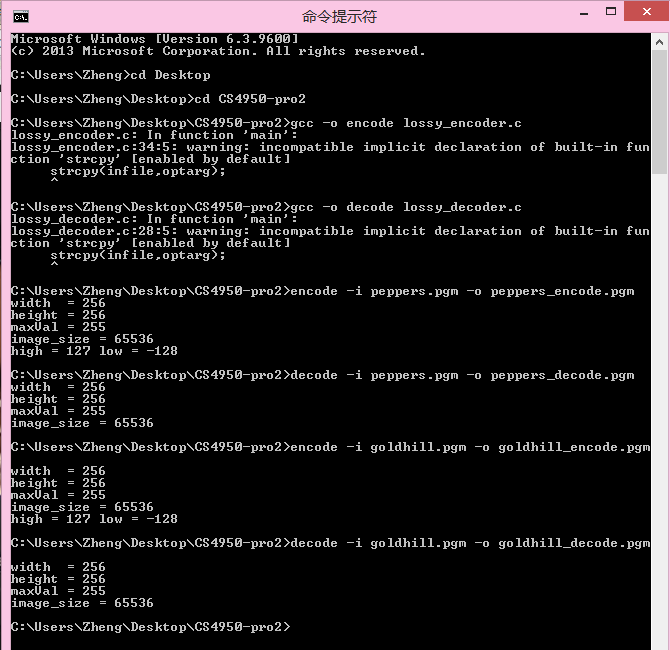 命令提示符
Microsoft Windows [Version 6.3.9600]
(c) 2013 Microsoft Corporation. All rights reserved.
C:\Users\Zheng>cd Desktop
C:\Users\Zheng\Desktop>cd CS4950-pro2
C:\Users\Zheng\Desktop\CS4950-pro2>gcc -o encode lossy_encoder.c
lossy_encoder.c: In function 'main':
lossy_encoder.c:34:5: warning: incompatible implicit declaration of built-in fun
ction 'strcpy' [enabled by default]
     strcpy(infile,optarg);
     ^
C:\Users\Zheng\Desktop\CS4950-pro2>gcc -o decode lossy_decoder.c
lossy_decoder.c: In function 'main':
lossy_decoder.c:28:5: warning: incompatible implicit declaration of built-in fun
ction 'strcpy' [enabled by default]
     strcpy(infile,optarg);
     ^
C:\Users\Zheng\Desktop\CS4950-pro2>encode -i peppers.pgm -o peppers_encode.pgm
width  = 256
height = 256
maxVal = 255
image_size = 65536
high = 127 low = -128
C:\Users\Zheng\Desktop\CS4950-pro2>decode -i peppers.pgm -o peppers_decode.pgm
width  = 256
height = 256
maxVal = 255
image_size = 65536
C:\Users\Zheng\Desktop\CS4950-pro2>encode -i goldhill.pgm -o goldhill_encode.pgm
width  = 256
height = 256
maxVal = 255
image_size = 65536
high = 127 low = -128
C:\Users\Zheng\Desktop\CS4950-pro2>decode -i goldhill.pgm -o goldhill_decode.pgm
width  = 256
height = 256
maxVal = 255
image_size = 65536
C:\Users\Zheng\Desktop\CS4950-pro2>